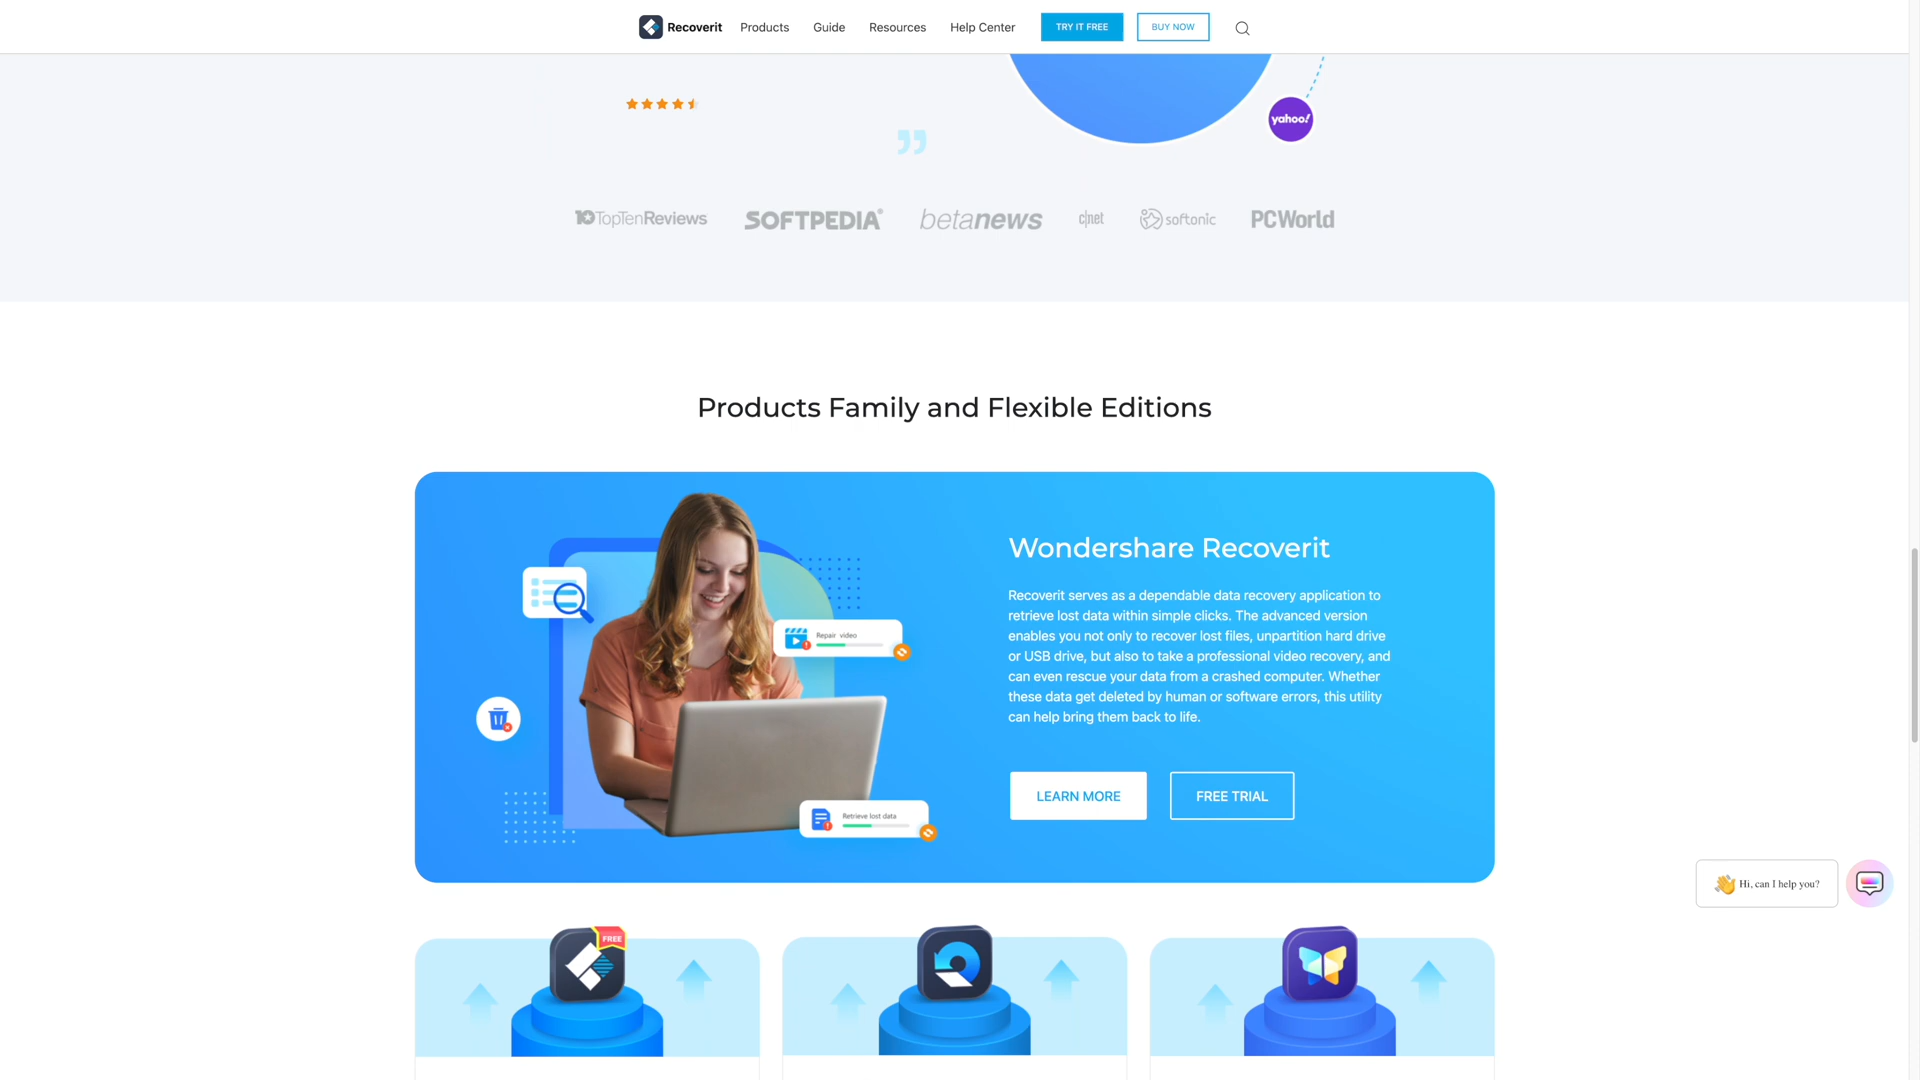 Recoverit Products Guide Resources Help Center TRY IT FREE BUY NOW
yahoo!
”
10TopTenReviews SOFTPEDIA® betanews c|net softonic PCWorld
Products Family and Flexible Editions
Wondershare Recoverit
Recoverit serves as a dependable data recovery application to
retrieve lost data within simple clicks. The advanced version
enables you not only to recover lost files, unpartition hard drive
or USB drive, but also to take a professional video recovery, and
can even rescue your data from a crashed computer. Whether
these data get deleted by human or software errors, this utility
can help bring them back to life.
Repair video
Retrieve lost data
LEARN MORE FREE TRIAL
Hi, can I help you?
FREE